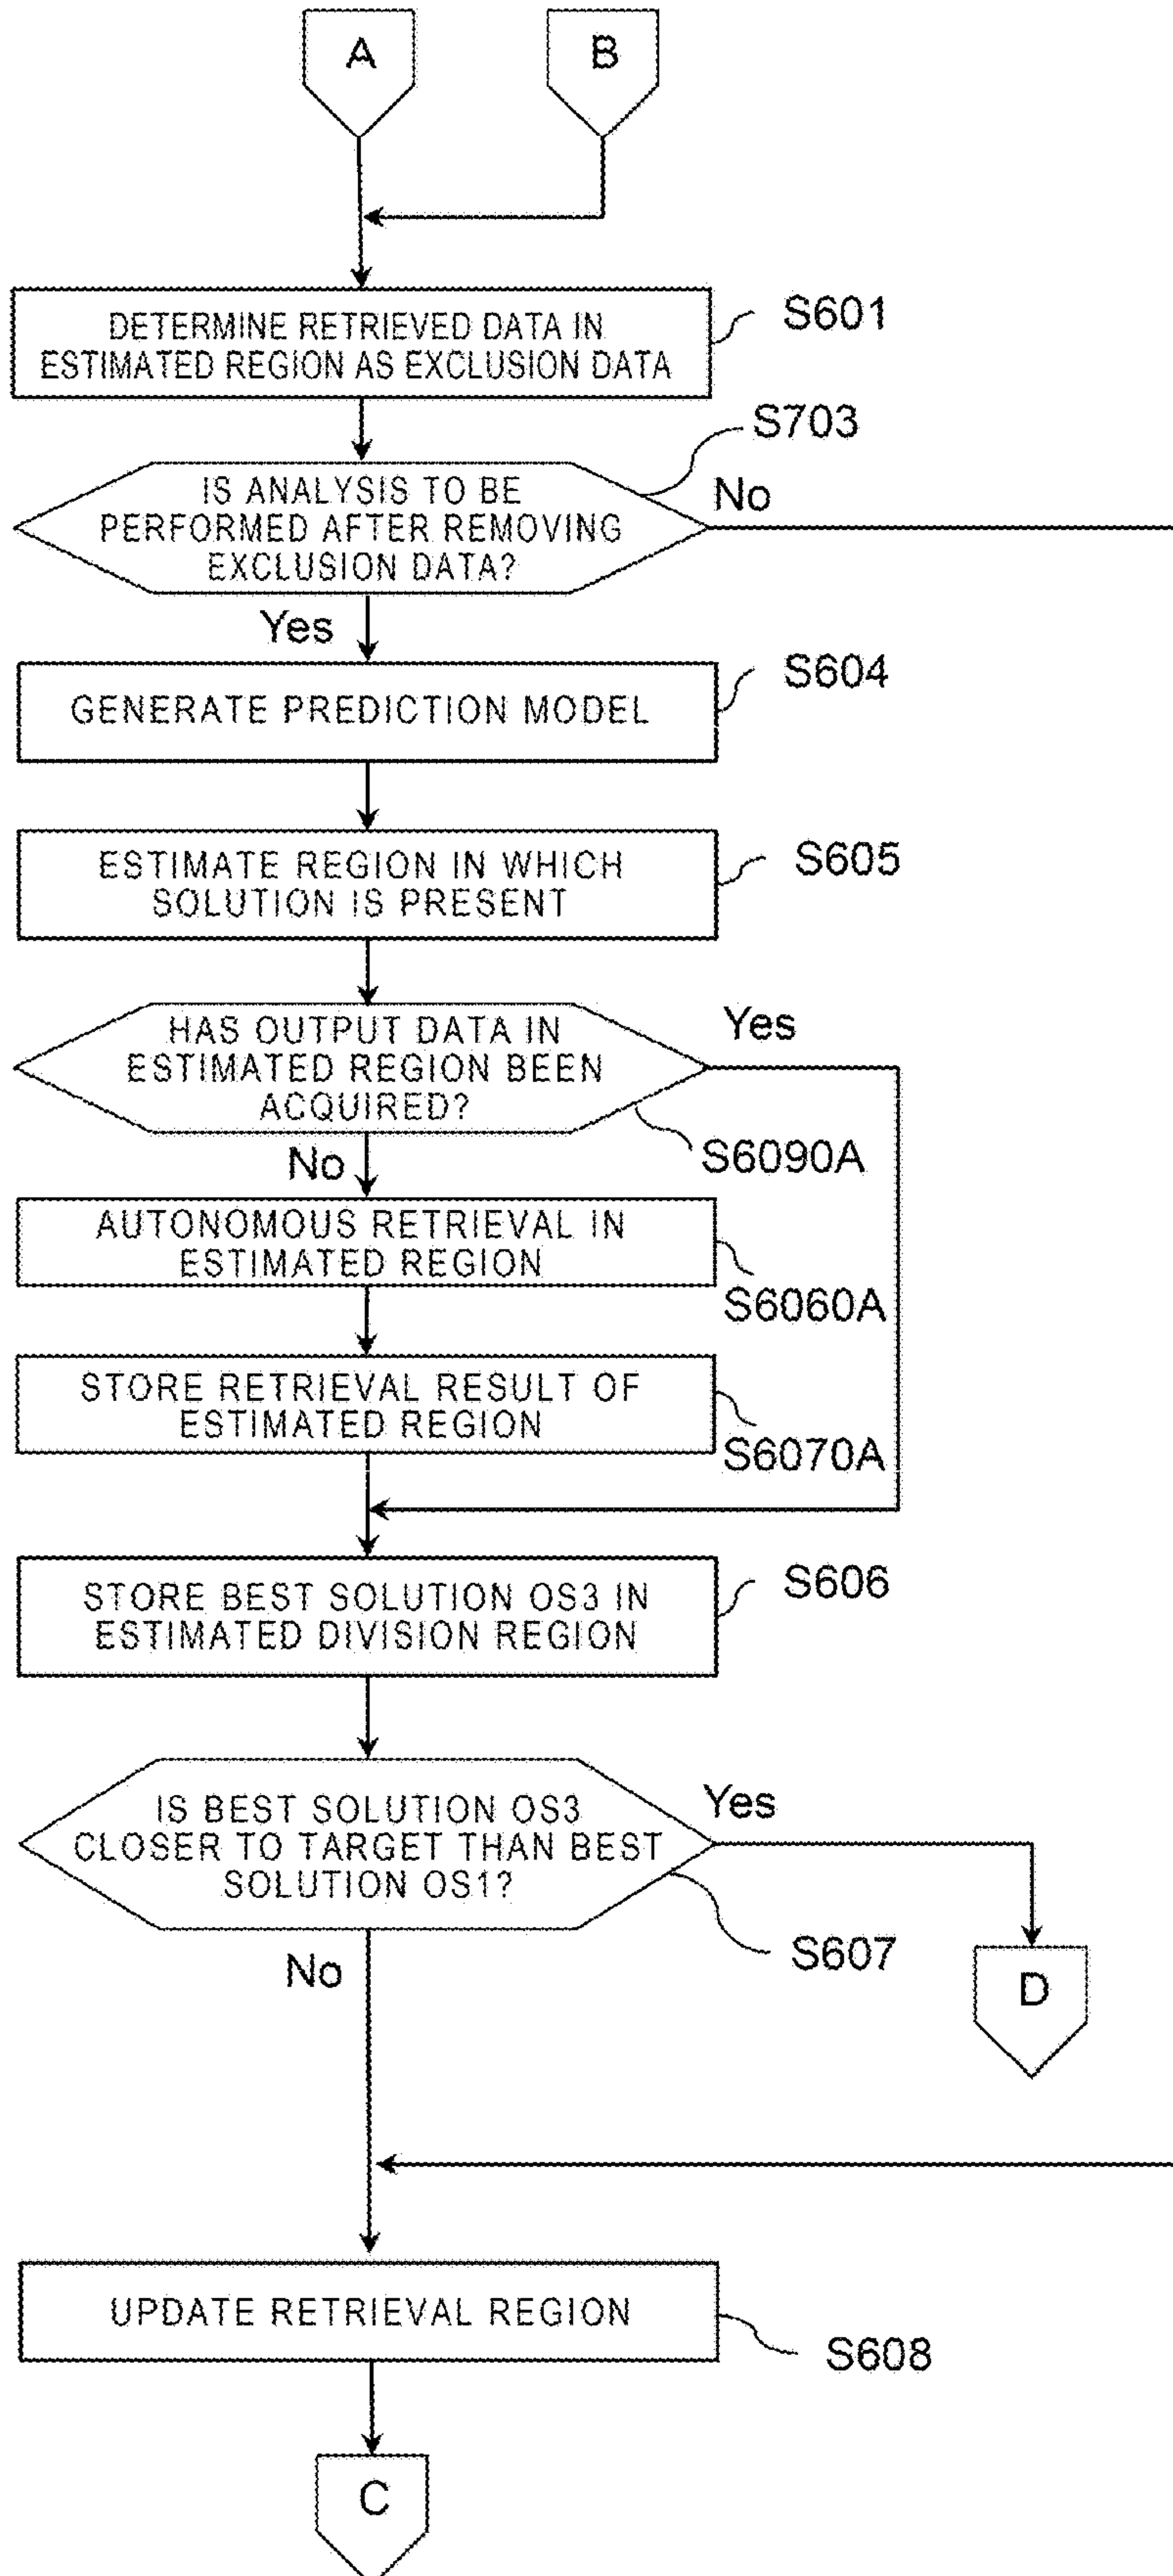 A
B
DETERMINE RETRIEVED DATA IN
ESTIMATED REGION AS EXCLUSION DATA
S601
IS ANALYSIS TO BE
PERFORMED AFTER REMOVING
EXCLUSION DATA?
S703
No
Yes
GENERATE PREDICTION MODEL
S604
ESTIMATE REGION IN WHICH
SOLUTION IS PRESENT
S605
HAS OUTPUT DATA IN
ESTIMATED REGION BEEN
ACQUIRED?
Yes
S6090A
No
AUTONOMOUS RETRIEVAL IN
ESTIMATED REGION
S6060A
STORE RETRIEVAL RESULT OF
ESTIMATED REGION
S6070A
STORE BEST SOLUTION OS3 IN
ESTIMATED DIVISION REGION
S606
IS BEST SOLUTION OS3
CLOSER TO TARGET THAN BEST
SOLUTION OS1?
Yes
S607
No
D
UPDATE RETRIEVAL REGION
S608
C